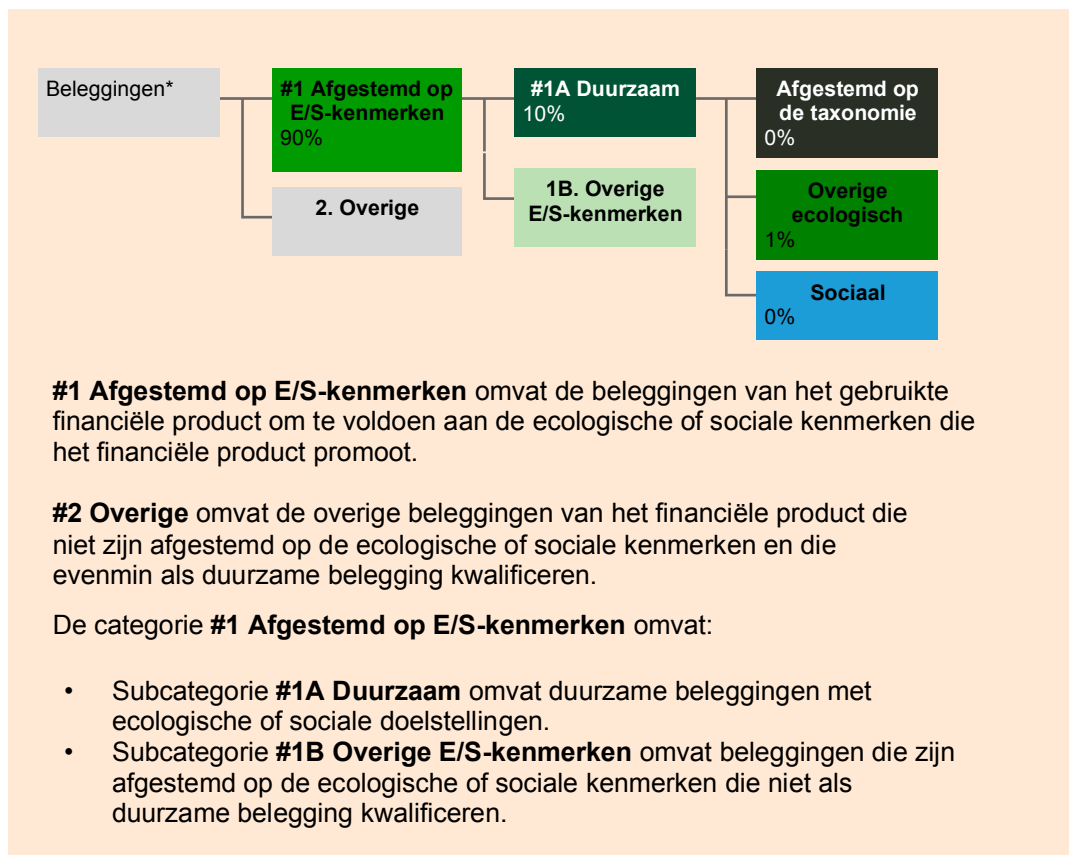 Beleggingen*
#1 Afgestemd op
E/S-kenmerken
90%
2. Overige
#1A Duurzaam
10%
1B. Overige
E/S-kenmerken
Afgestemd op
de taxonomie
0%
Overige
ecologisch
1%
Sociaal
0%
#1 Afgestemd op E/S-kenmerken omvat de beleggingen van het gebruikte
financiële product om te voldoen aan de ecologische of sociale kenmerken die
het financiële product promoot.
#2 Overige omvat de overige beleggingen van het financiële product die
niet zijn afgestemd op de ecologische of sociale kenmerken en die
evenmin als duurzame belegging kwalificeren.
De categorie #1 Afgestemd op E/S-kenmerken omvat:
• Subcategorie #1A Duurzaam omvat duurzame beleggingen met
ecologische of sociale doelstellingen.
• Subcategorie #1B Overige E/S-kenmerken omvat beleggingen die zijn
afgestemd op de ecologische of sociale kenmerken die niet als
duurzame belegging kwalificeren.